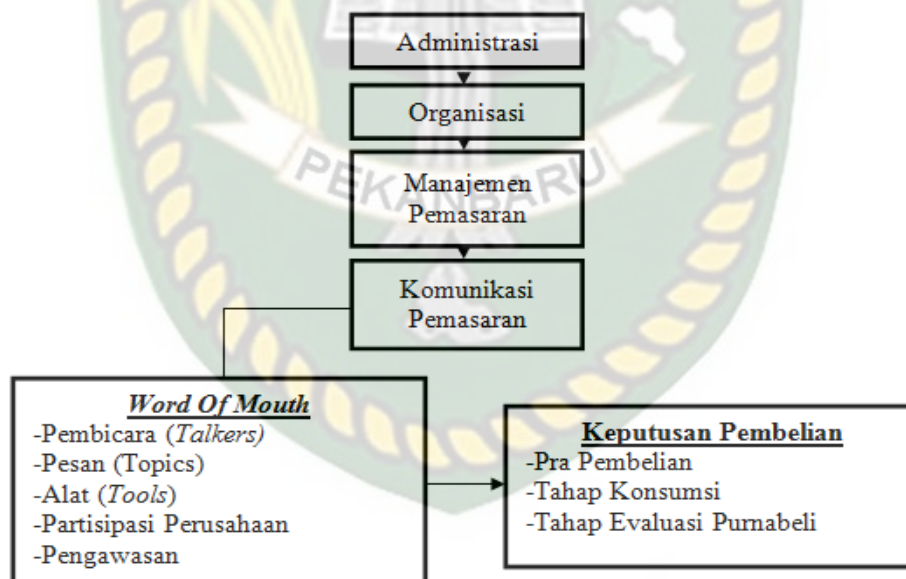 Administrasi
Organisasi
PEKANBARU
Manajemen
Pemasaran
Komunikasi
Pemasaran
Word Of Mouth
-Pembicara (Talkers)
-Pesan (Topics)
-Alat (Tools)
-Partisipasi Perusahaan
-Pengawasan
Keputusan Pembelian
-Pra Pembelian
-Tahap Konsumsi
-Tahap Evaluasi Purnabeli